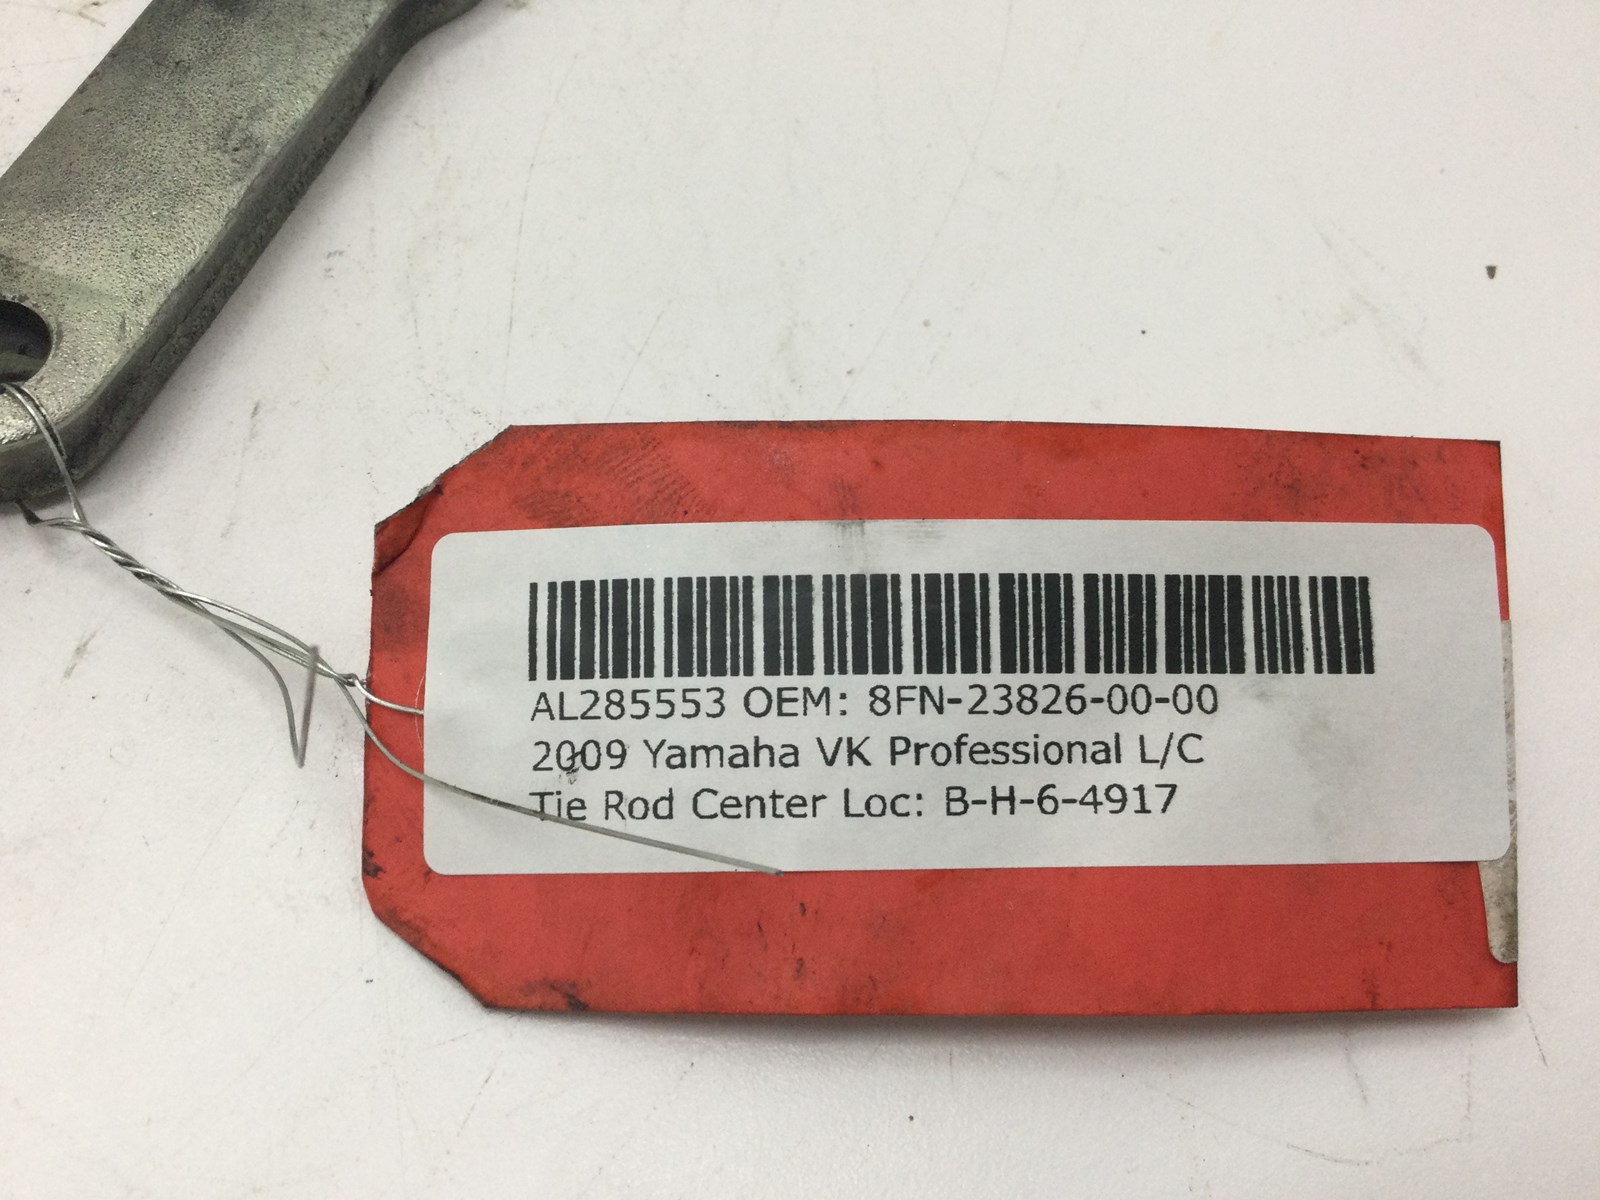 AL285553 OEM: 8FN-23826-00-00
2009 Yamaha VK Professional L/C
Tie Rod Center Loc: B-H-6-4917